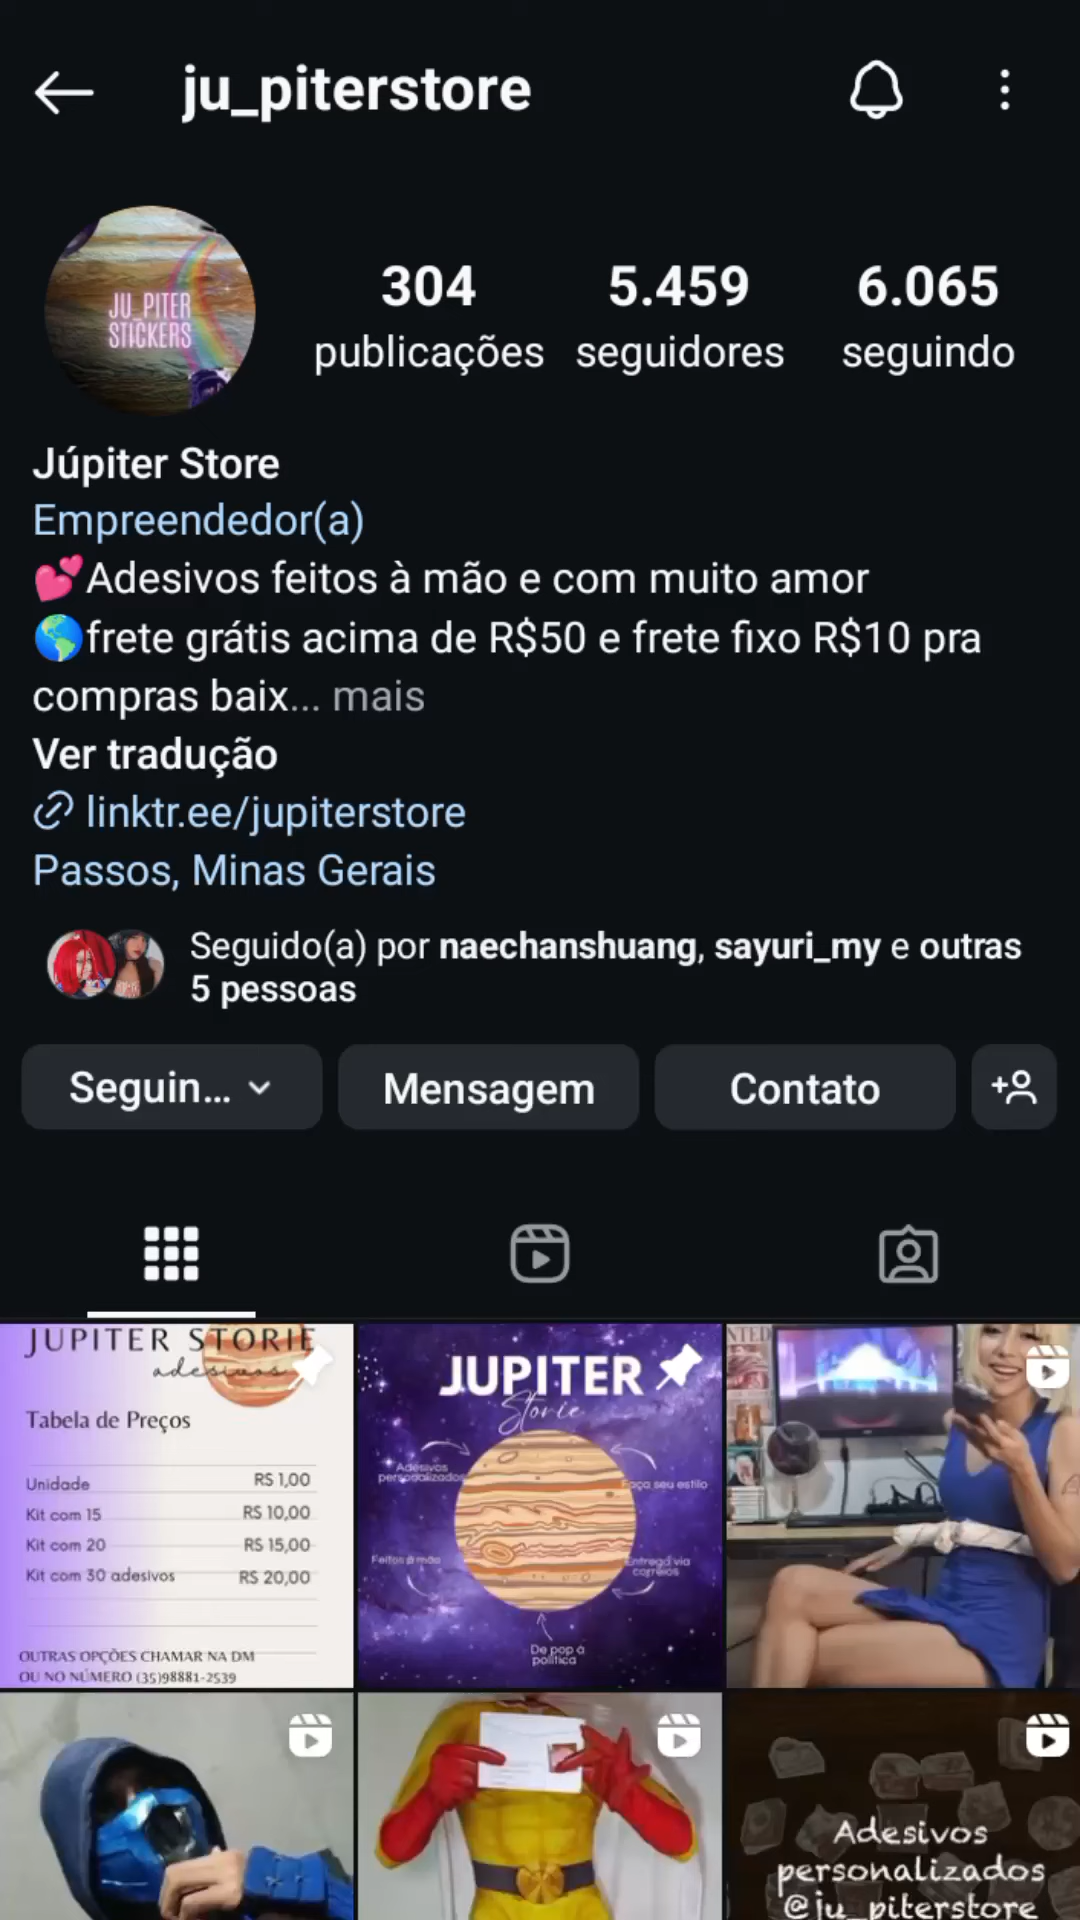 ju_piterstore
JU_PITER
STICKERS
304
publicações
5.459
seguidores
6.065
seguindo
Júpiter Store
Empreendedor(a)
💕Adesivos feitos à mão e com muito amor
🌎frete grátis acima de R$50 e frete fixo R$10 pra
compras baix... mais
Ver tradução
linktr.ee/jupiterstore
Passos, Minas Gerais
Seguido(a) por naechanshuang, sayuri_my e outras
5 pessoas
Seguin...
Mensagem
Contato
JUPITER STORIE
adesivos
Tabela de Preços
Unidade RS 1,00
Kit com 15 RS 10,00
Kit com 20 RS 15,00
Kit com 30 adesivos RS 20,00
OUTRAS OPÇÕES CHAMAR NA DM
OU NO NÚMERO (35)98881-2539
JUPITER
Storie
Adesivos
personalizados
Faça seu estilo
Feitos à mão
Entrega via
correios
De pop à
política
NTED
Adesivos
personalizados
@ju_piterstore